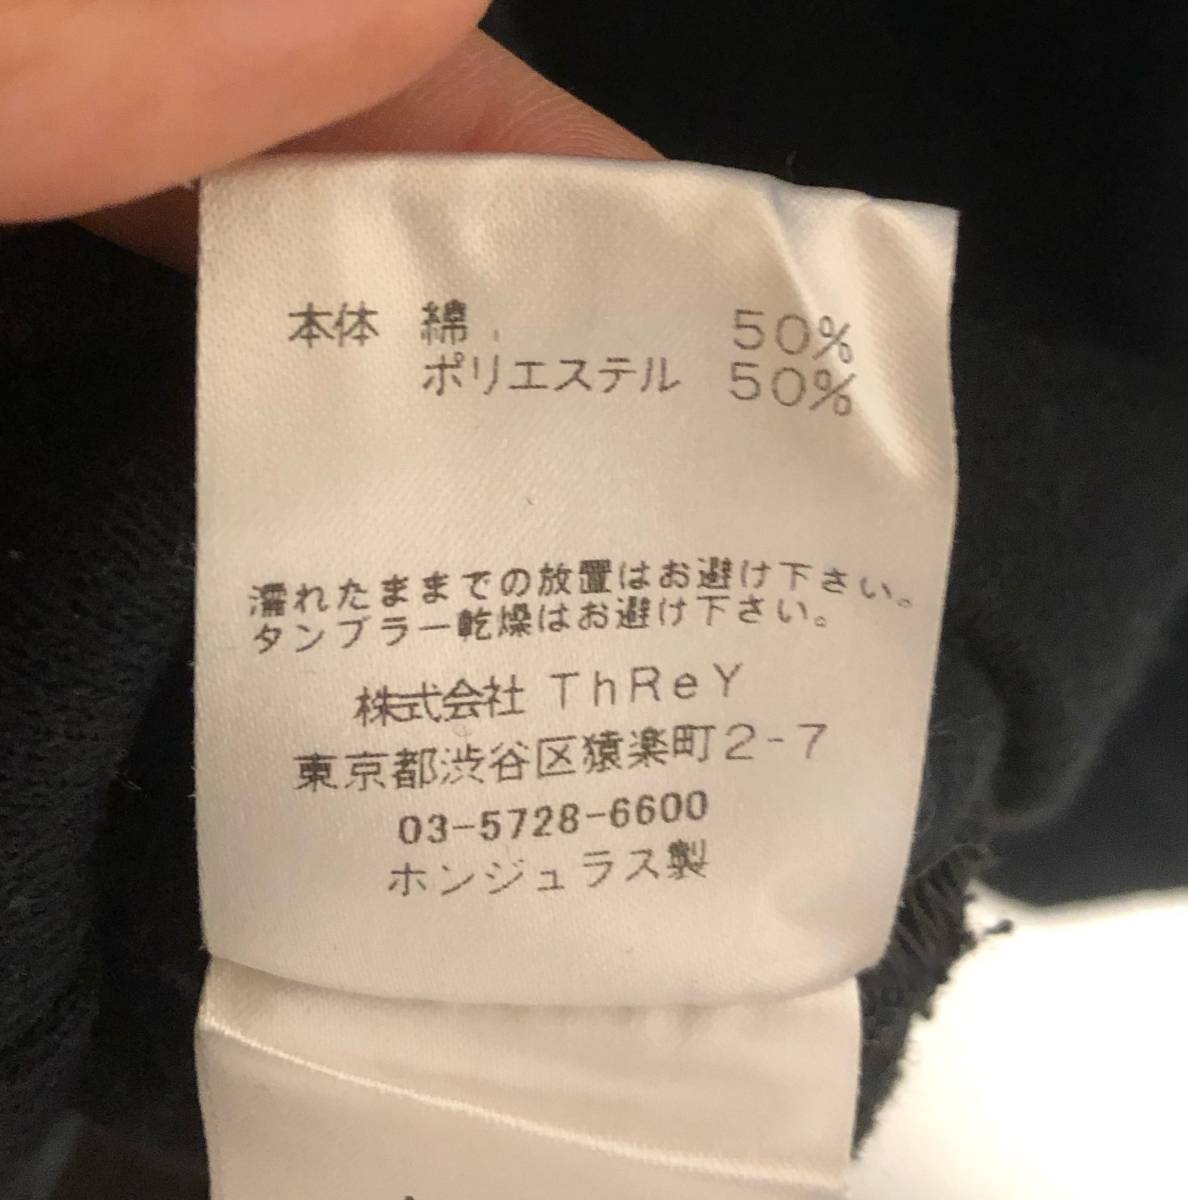 本体 綿 50%
ポリエステル 50%
濡れたままでの放置はお避け下さい。
タンブラー乾燥はお避け下さい。
株式会社 ThReY
東京都渋谷区猿楽町2-7
03-5728-6600
ホンジュラス製